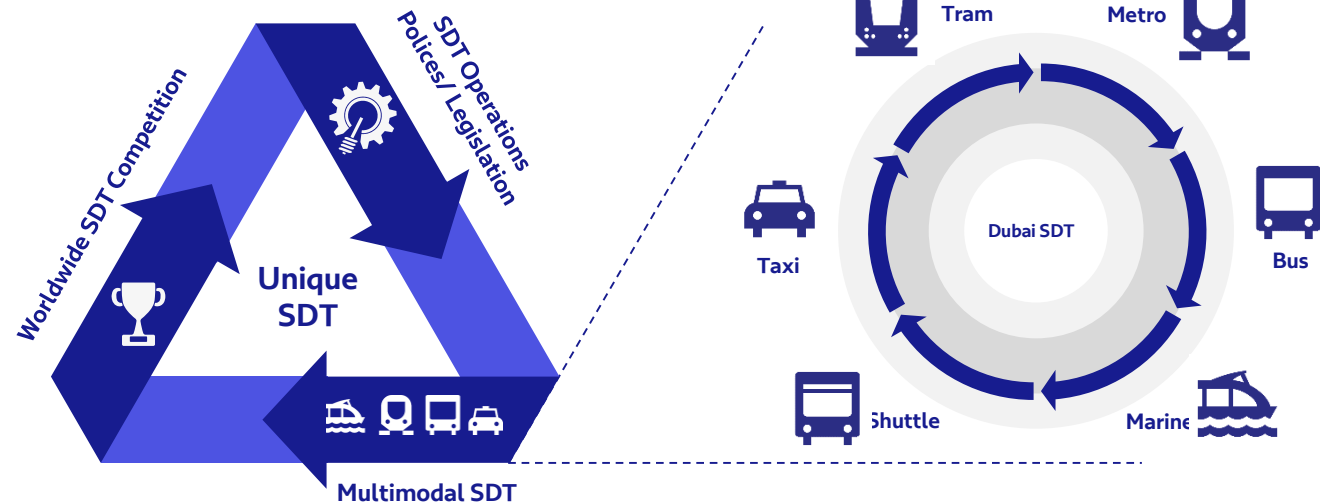 Worldwide SDT Competition
SDT Operations
Polices/ Legislation
Unique
SDT
Multimodal SDT
Tram
Metro
Taxi
Dubai SDT
Bus
Shuttle
Marine